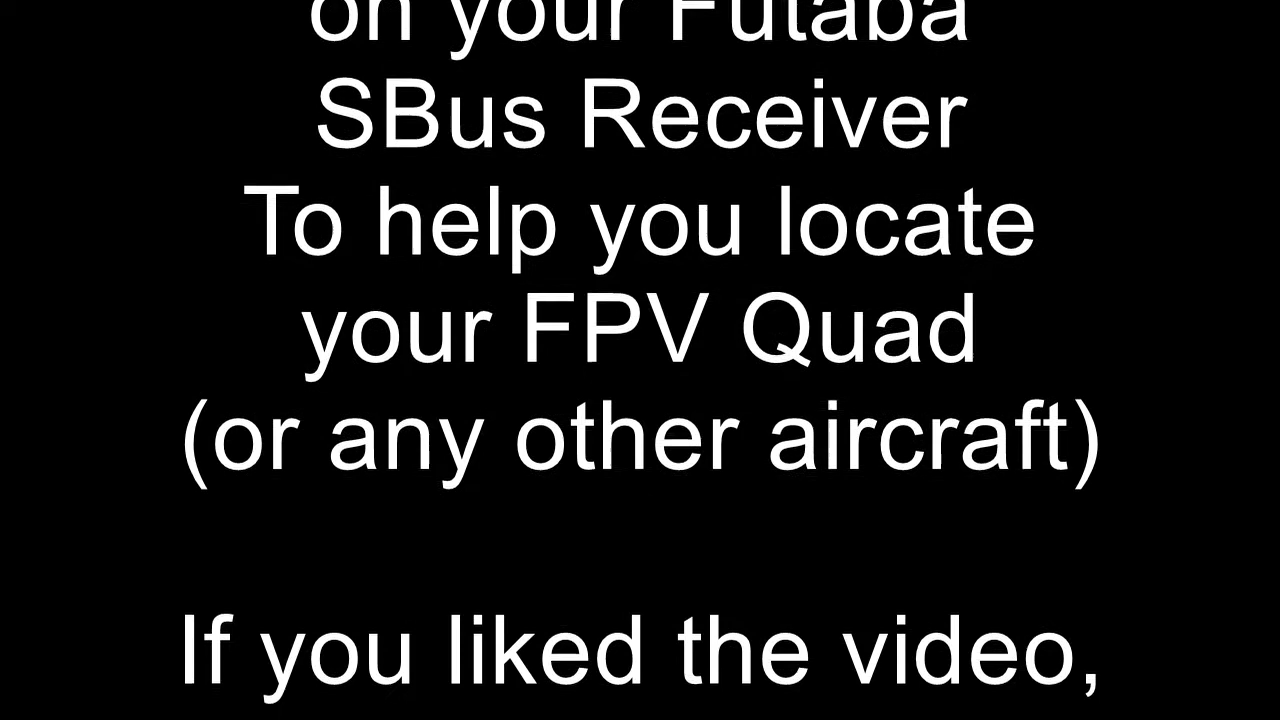 on your Futaba
SBus Receiver
To help you locate
your FPV Quad
(or any other aircraft)
If you liked the video,